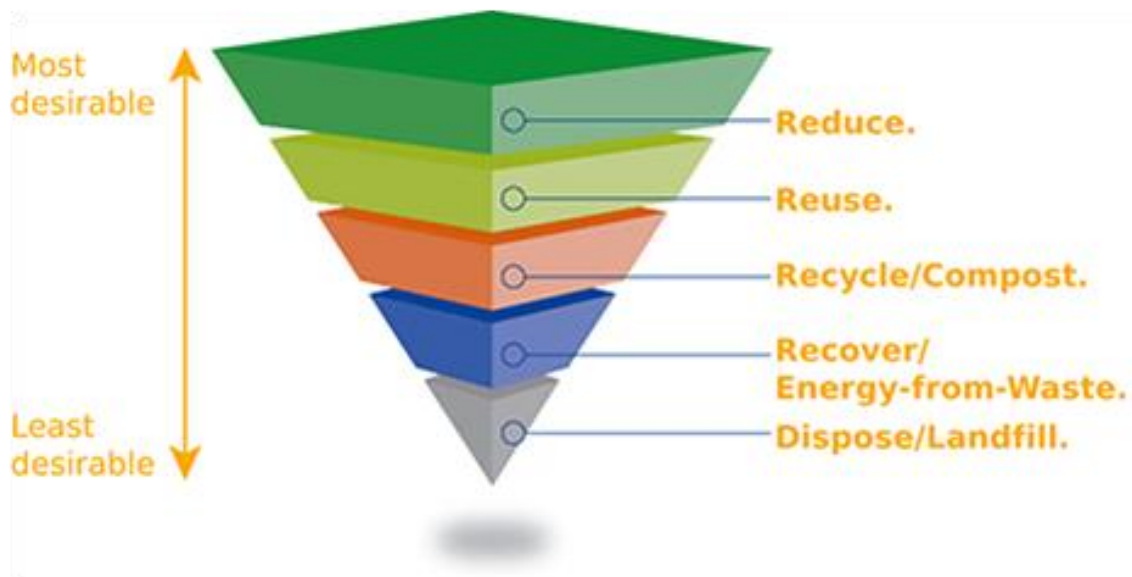 Most
desirable
Reduce.
Reuse.
Recycle/Compost.
Recover/
Energy-from-Waste.
Least
desirable
Dispose/Landfill.